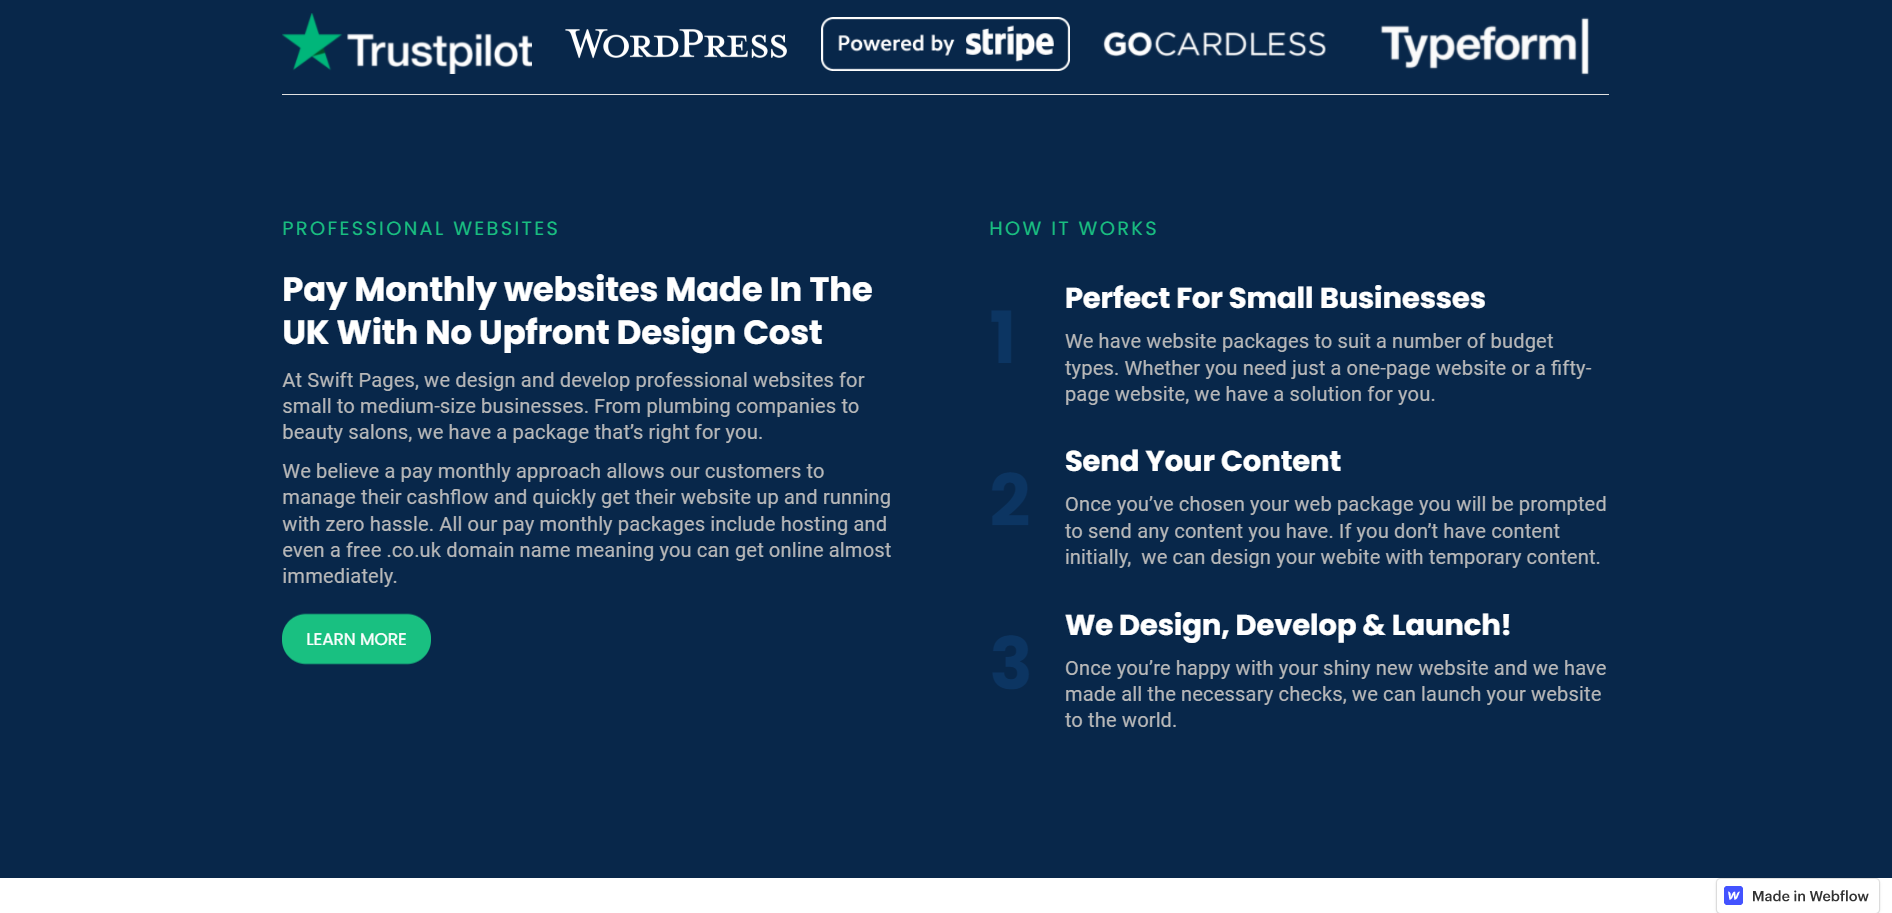 Trustpilot
WORDPRESS
Powered by stripe
GOCARDLESS
Typeform
PROFESSIONAL WEBSITES
Pay Monthly websites Made In The
UK With No Upfront Design Cost
At Swift Pages, we design and develop professional websites for
small to medium-size businesses. From plumbing companies to
beauty salons, we have a package that’s right for you.
We believe a pay monthly approach allows our customers to
manage their cashflow and quickly get their website up and running
with zero hassle. All our pay monthly packages include hosting and
even a free .co.uk domain name meaning you can get online almost
immediately.
LEARN MORE
HOW IT WORKS
1
Perfect For Small Businesses
We have website packages to suit a number of budget
types. Whether you need just a one-page website or a fifty-
page website, we have a solution for you.
2
Send Your Content
Once you’ve chosen your web package you will be prompted
to send any content you have. If you don’t have content
initially,  we can design your webite with temporary content.
3
We Design, Develop & Launch!
Once you’re happy with your shiny new website and we have
made all the necessary checks, we can launch your website
to the world.
Made in Webflow